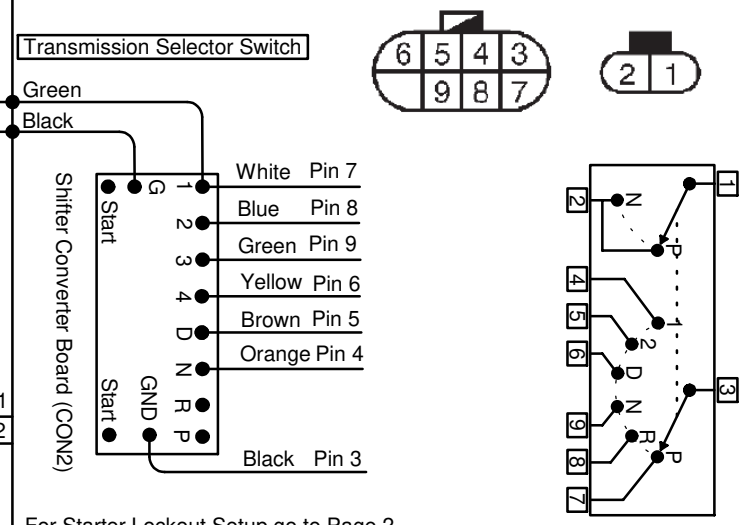 Transmission Selector Switch
6 5 4 3
9 8 7
2 1
Green
Black
Shifter Converter Board (CON2)
Start
G
1
2
3
4
D
N
R
P
Start
GND
White Pin 7
Blue Pin 8
Green Pin 9
Yellow Pin 6
Brown Pin 5
Orange Pin 4
Black Pin 3
1
2
N
P
4
1
5
2
6
D
3
9
N
8
R
7
P
1
2
For Starter Lockout Setup go to Page 2